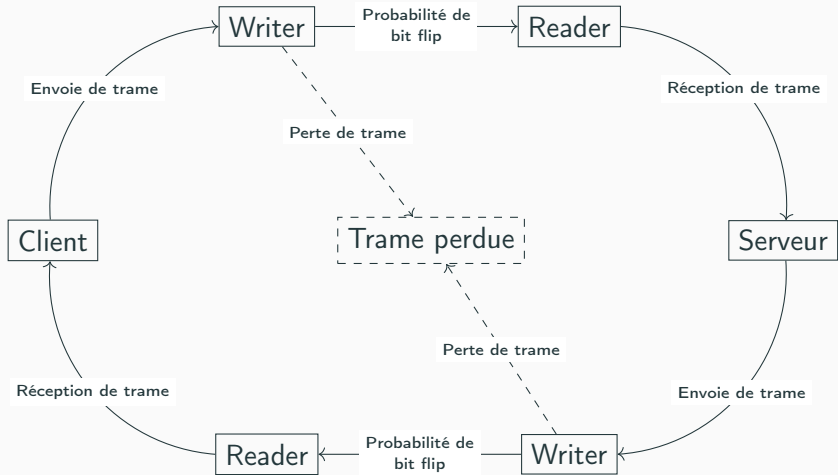 Writer
Probabilité de
bit flip
Reader
Envoie de trame
Réception de trame
Perte de trame
Client
Trame perdue
Serveur
Perte de trame
Réception de trame
Envoie de trame
Reader
Probabilité de
bit flip
Writer